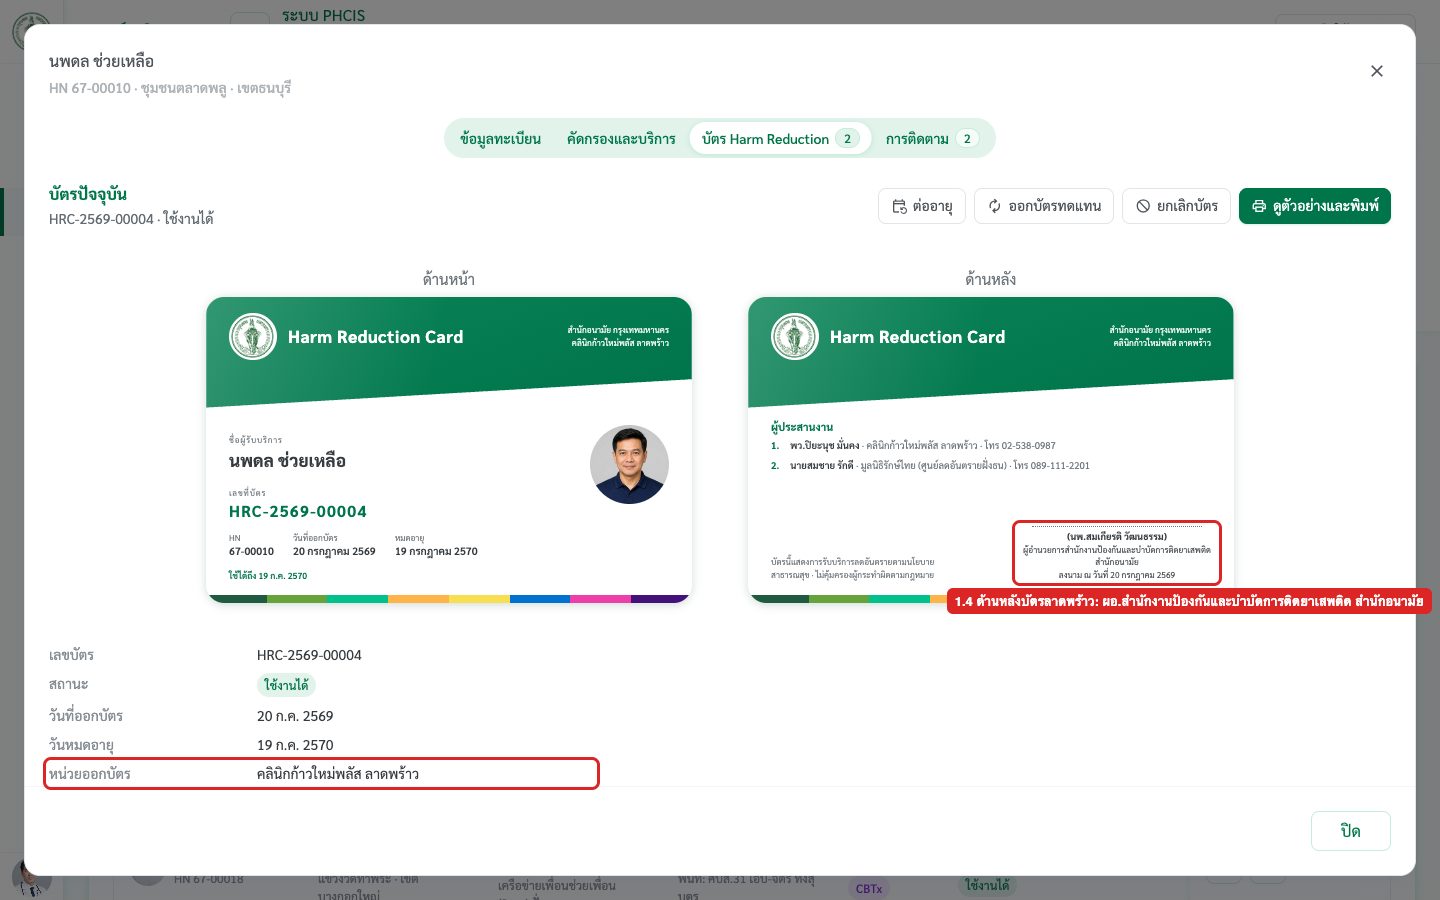 ระบบ PHCIS
นพดล ช่วยเหลือ
HN 67-00010 · ชุมชนตลาดพลู · เขตธนบุรี
ข้อมูลทะเบียน
คัดกรองและบริการ
บัตร Harm Reduction 2
การติดตาม 2
บัตรปัจจุบัน
HRC-2569-00004 · ใช้งานได้
ต่ออายุ
ออกบัตรทดแทน
ยกเลิกบัตร
ดูตัวอย่างและพิมพ์
ด้านหน้า
Harm Reduction Card
สำนักอนามัย กรุงเทพมหานคร
คลินิกก้าวใหม่พลัส ลาดพร้าว
ชื่อผู้รับบริการ
นพดล ช่วยเหลือ
เลขที่บัตร
HRC-2569-00004
HN วันที่ออกบัตร หมดอายุ
67-00010 20 กรกฎาคม 2569 19 กรกฎาคม 2570
ใช้ได้ถึง 19 ก.ค. 2570
ด้านหลัง
Harm Reduction Card
สำนักอนามัย กรุงเทพมหานคร
คลินิกก้าวใหม่พลัส ลาดพร้าว
ผู้ประสานงาน
1. พว.ปิยะนุช มั่นคง · คลินิกก้าวใหม่พลัส ลาดพร้าว · โทร 02-538-0987
2. นายสมชาย รักดี · มูลนิธิรักษ์ไทย (ศูนย์ลดอันตรายฝั่งธน) · โทร 089-111-2201
บัตรนี้แสดงการรับบริการลดอันตรายตามนโยบาย
สาธารณสุข · ไม่คุ้มครองผู้กระทำผิดตามกฎหมาย
(นพ.สมเกียรติ วัฒนธรรม)
ผู้อำนวยการสำนักงานป้องกันและบำบัดการติดยาเสพติด
สำนักอนามัย
ลงนาม ณ วันที่ 20 กรกฎาคม 2569
1.4 ด้านหลังบัตรลาดพร้าว: ผอ.สำนักงานป้องกันและบำบัดการติดยาเสพติด สำนักอนามัย
เลขบัตร HRC-2569-00004
สถานะ ใช้งานได้
วันที่ออกบัตร 20 ก.ค. 2569
วันหมดอายุ 19 ก.ค. 2570
หน่วยออกบัตร คลินิกก้าวใหม่พลัส ลาดพร้าว
ปิด
HN 67-00018
เครือข่ายเพื่อนช่วยเพื่อน
CBTx
ใช้งานได้